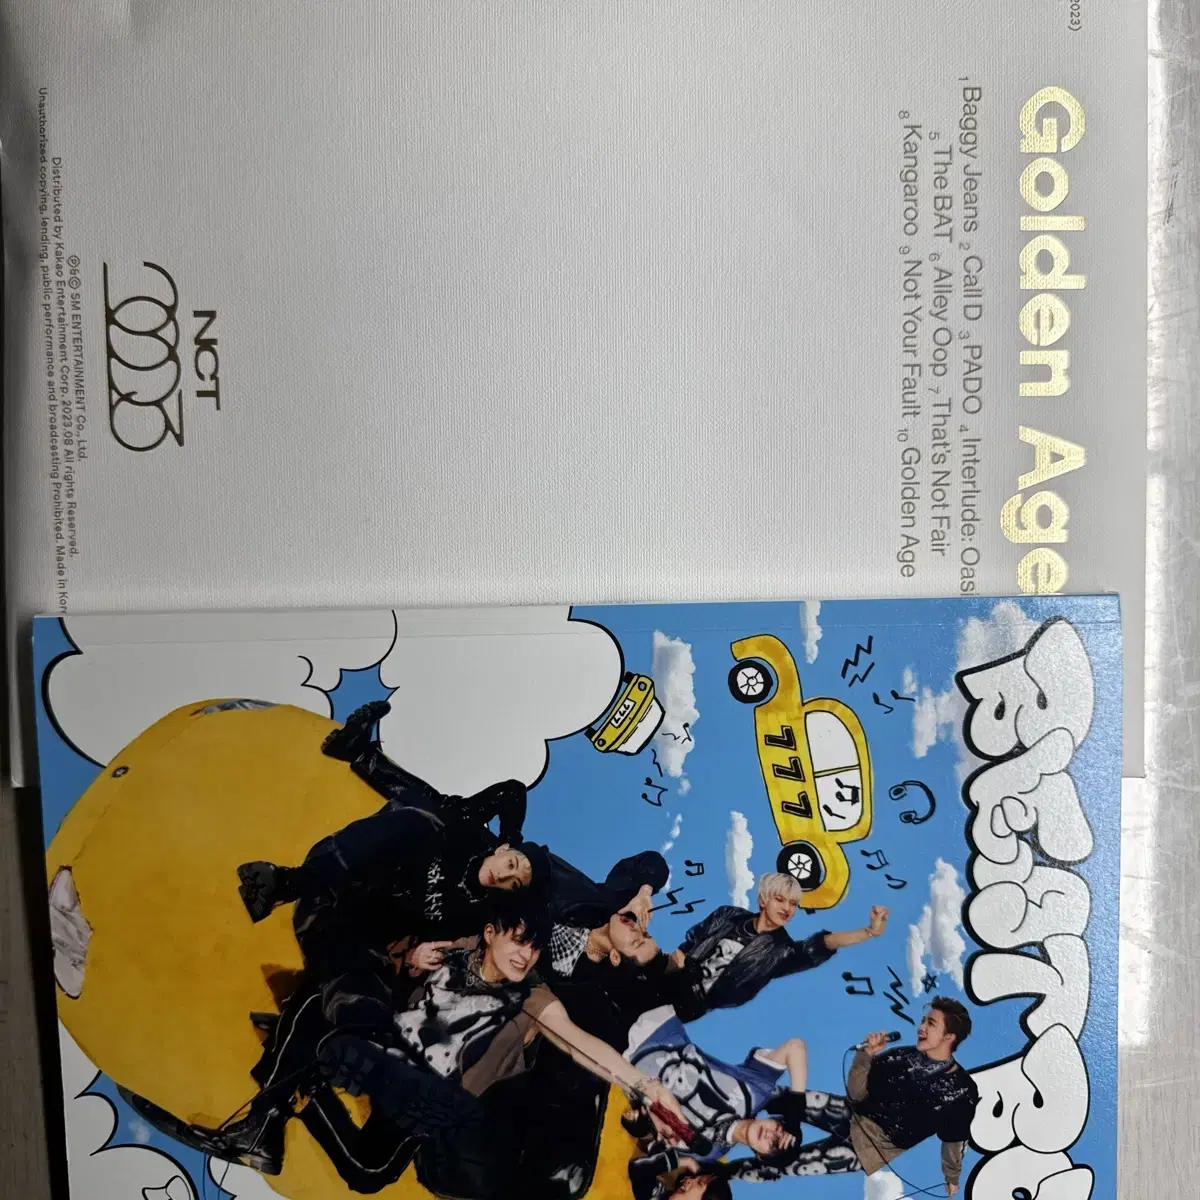 2023)
Golden Age
1 Baggy Jeans 2 Call D 3 PADO 4 Interlude: Oasi
5 The BAT 6 Alley Oop 7 That's Not Fair
8 Kangaroo 9 Not Your Fault 10 Golden Age
NCT
2023
℗&© SM ENTERTAINMENT Co., Ltd.
Distributed by Kakao Entertainment Corp. 2023.08 All rights Reserved.
Unauthorized copying, lending, public performance and broadcasting Prohibited. Made in Kor
BEATBO
777
777